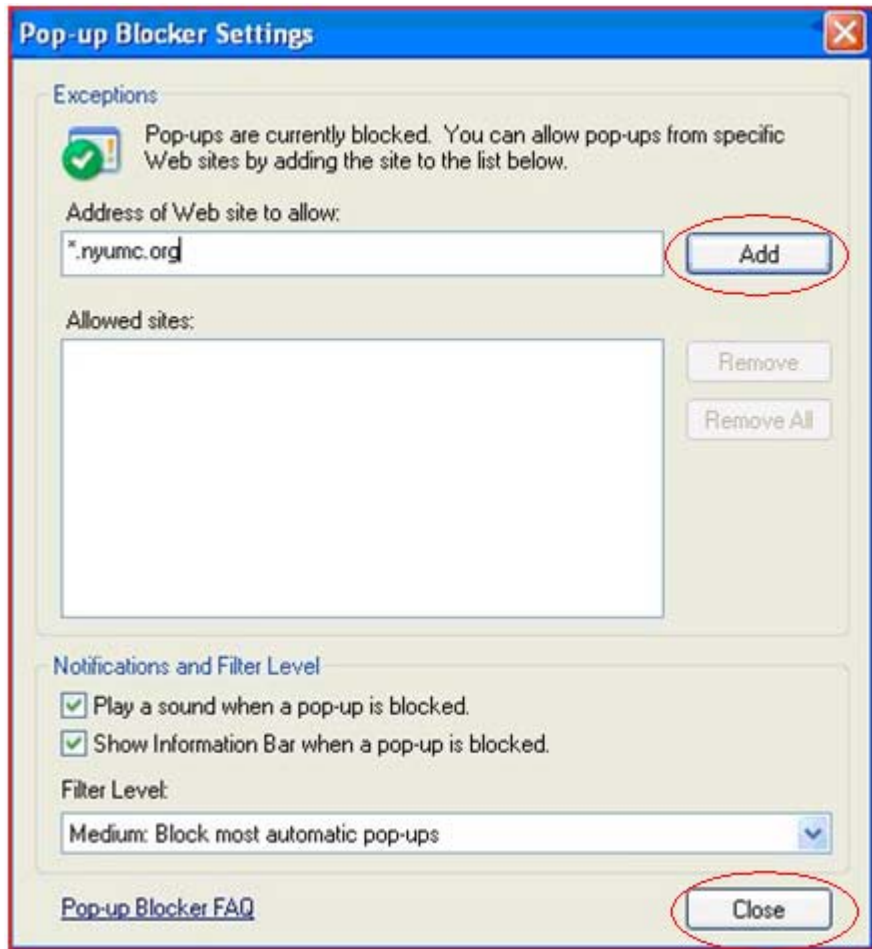 Pop-up Blocker Settings
Exceptions
Pop-ups are currently blocked. You can allow pop-ups from specific
Web sites by adding the site to the list below.
Address of Web site to allow:
*.nyumc.org
Add
Allowed sites:
Remove
Remove All
Notifications and Filter Level
Play a sound when a pop-up is blocked.
Show Information Bar when a pop-up is blocked.
Filter Level:
Medium: Block most automatic pop-ups
Pop-up Blocker FAQ
Close